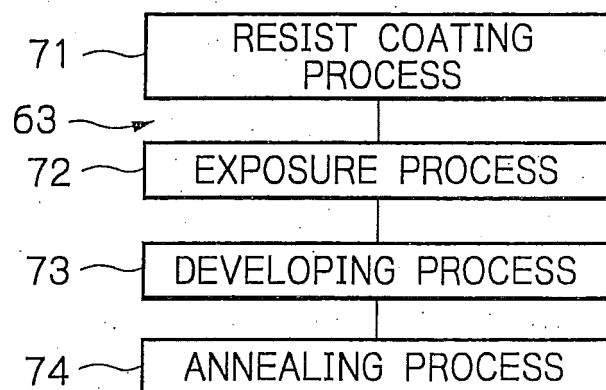 71
RESIST COATING
PROCESS
63
72
EXPOSURE PROCESS
73
DEVELOPING PROCESS
74
ANNEALING PROCESS